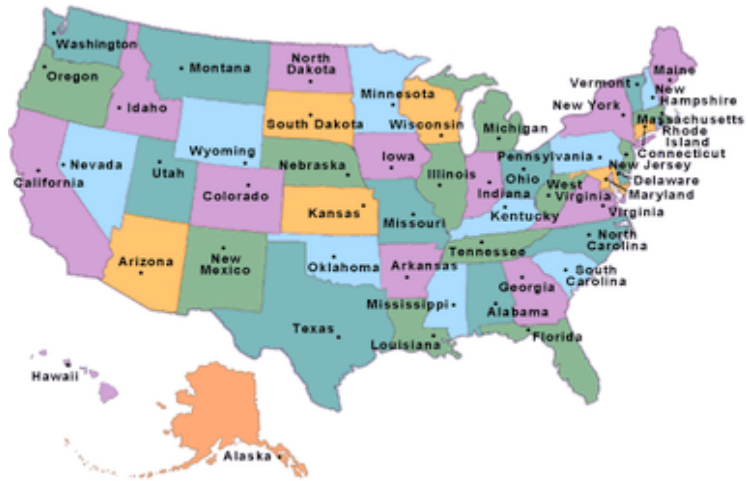 Washington
Oregon
Montana
Idaho
North
Dakota
Minnesota
South Dakota
Wisconsin
Michigan
Vermont
Maine
New
Hampshire
New York
Massachusetts
Rhode
Island
Connecticut
Pennsylvania
New Jersey
Delaware
Maryland
Wyoming
Nebraska
Iowa
Nevada
Utah
California
Colorado
Kansas
Illinois
Indiana
Ohio
West
Virginia
Virginia
Kentucky
Missouri
Tennessee
North
Carolina
Arizona
New
Mexico
Oklahoma
Arkansas
South
Carolina
Georgia
Mississippi
Alabama
Texas
Louisiana
Florida
Hawaii
Alaska